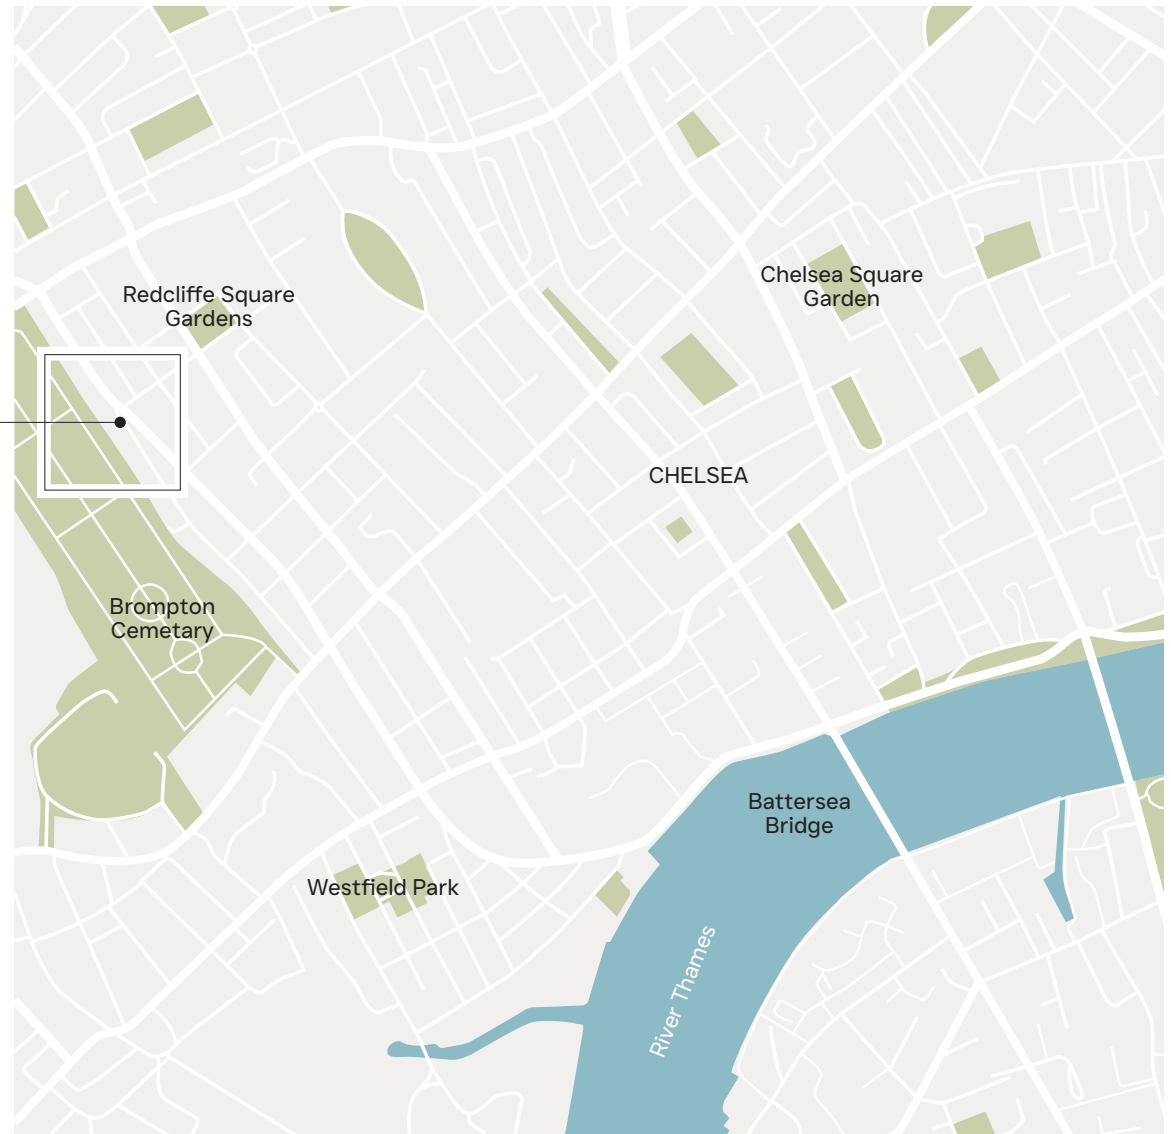 Chelsea Square
Garden
Redcliffe Square
Gardens
CHELSEA
Brompton
Cemetary
Battersea
Bridge
Westfield Park
River Thames